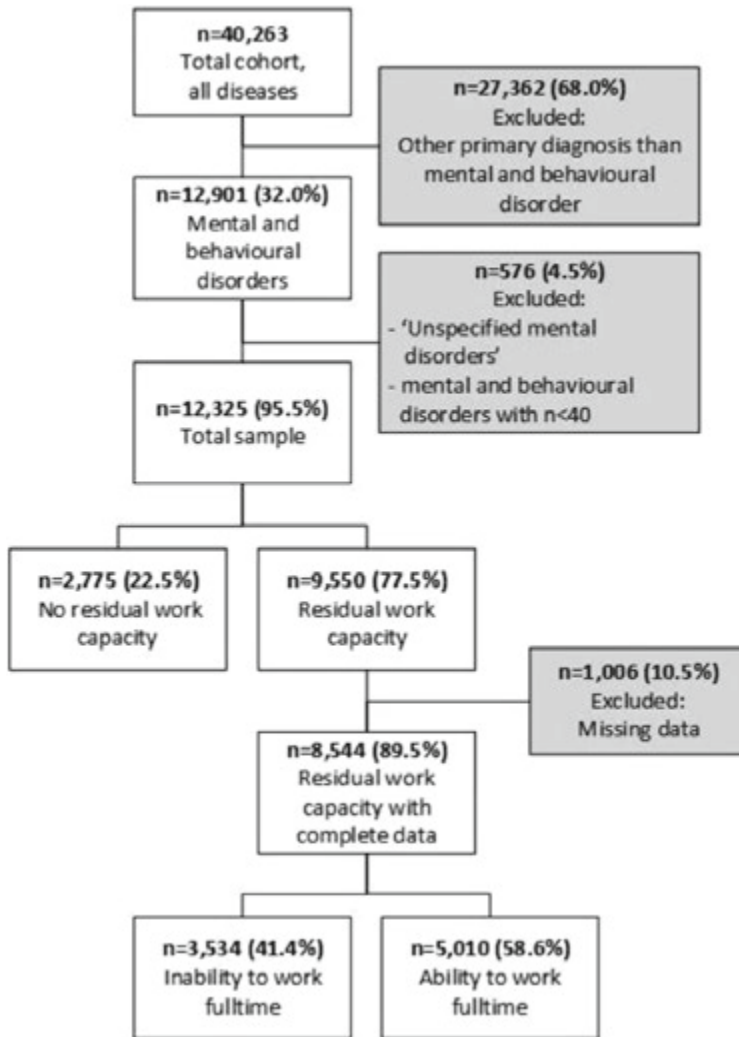 n=40,263
Total cohort,
all diseases
n=27,362 (68.0%)
Excluded:
Other primary diagnosis than
mental and behavioural
disorder
n=12,901 (32.0%)
Mental and
behavioural
disorders
n=576 (4.5%)
Excluded:
- ‘Unspecified mental
disorders’
- mental and behavioural
disorders with n<40
n=12,325 (95.5%)
Total sample
n=2,775 (22.5%)
No residual work
capacity
n=9,550 (77.5%)
Residual work
capacity
n=1,006 (10.5%)
Excluded:
Missing data
n=8,544 (89.5%)
Residual work
capacity with
complete data
n=3,534 (41.4%)
Inability to work
fulltime
n=5,010 (58.6%)
Ability to work
fulltime